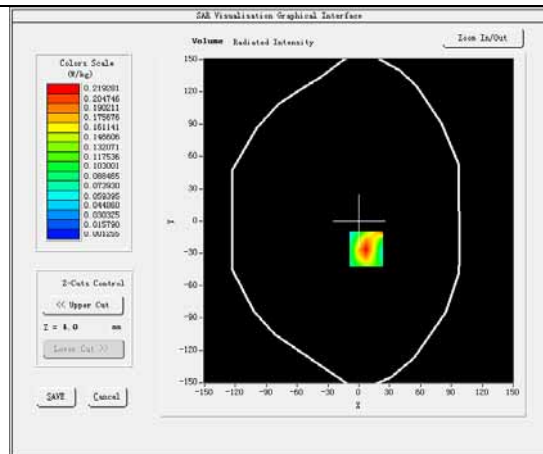 SAR Visualisation Graphical Interface
Volume Radiated Intensity
Zoom In/Out
Colors Scale
(W/kg)
0.219281
0.204746
0.190211
0.175676
0.161141
0.146606
0.132071
0.117536
0.103001
0.088465
0.073930
0.059395
0.044860
0.030325
0.015790
0.001255
Z-Cuts Control
<< Upper Cut
Z = 4.0 mm
Lower Cut >>
SAVE
Cancel
150
120
90
60
30
0
-30
-60
-90
-120
-150
Y
-150 -120 -90 -60 -30 0 30 60 90 120 150
X